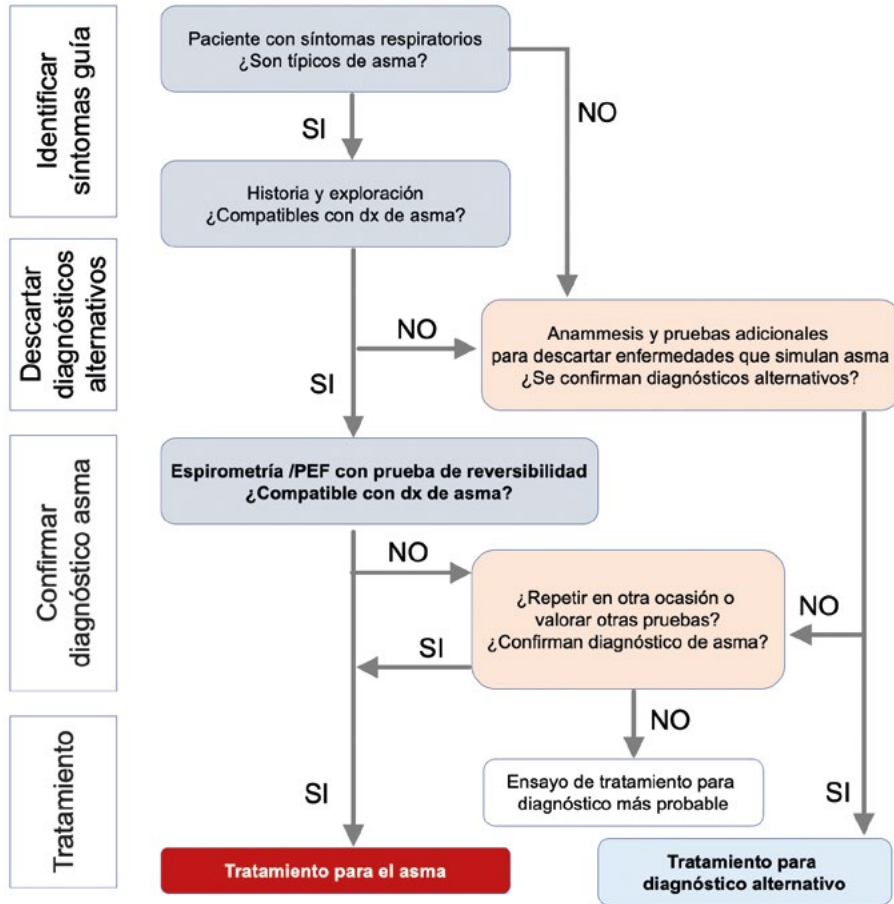 Identificar
síntomas guía
Paciente con síntomas respiratorios
¿Son típicos de asma?
SI
NO
Historia y exploración
¿Compatibles con dx de asma?
Descartar
diagnósticos
alternativos
NO
SI
Anammesis y pruebas adicionales
para descartar enfermedades que simulan asma
¿Se confirman diagnósticos alternativos?
Confirmar
diagnóstico asma
Espirometría /PEF con prueba de reversibilidad
¿Compatible con dx de asma?
NO
SI
¿Repetir en otra ocasión o
valorar otras pruebas?
¿Confirman diagnóstico de asma?
NO
NO
Tratamiento
SI
Ensayo de tratamiento para
diagnóstico más probable
SI
Tratamiento para el asma
Tratamiento para
diagnóstico alternativo